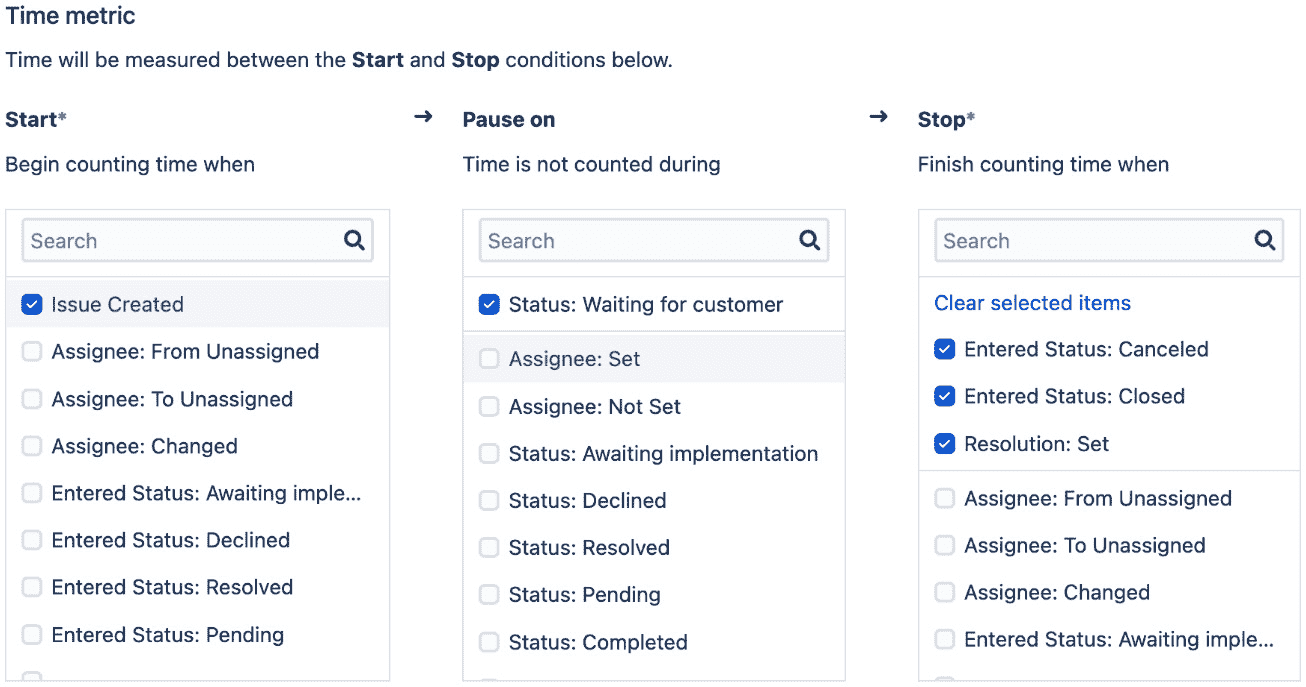 Time metric
Time will be measured between the Start and Stop conditions below.
Start*
→
Pause on
→
Stop*
Begin counting time when
Time is not counted during
Finish counting time when
Search
Issue Created
Assignee: From Unassigned
Assignee: To Unassigned
Assignee: Changed
Entered Status: Awaiting imple...
Entered Status: Declined
Entered Status: Resolved
Entered Status: Pending
Search
Status: Waiting for customer
Assignee: Set
Assignee: Not Set
Status: Awaiting implementation
Status: Declined
Status: Resolved
Status: Pending
Status: Completed
Search
Clear selected items
Entered Status: Canceled
Entered Status: Closed
Resolution: Set
Assignee: From Unassigned
Assignee: To Unassigned
Assignee: Changed
Entered Status: Awaiting imple...